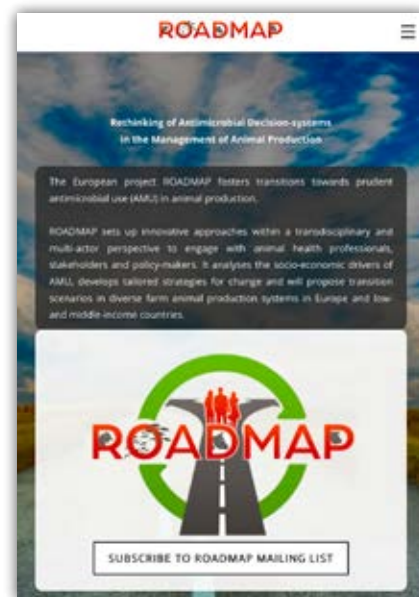 ROADMAP
Rethinking of Antimicrobial Decision-systems
in the Management of Animal Production
The European project ROADMAP fosters transitions towards prudent
antimicrobial use (AMU) in animal production.
ROADMAP sets up innovative approaches within a transdisciplinary and
multi-actor perspective to engage with animal health professionals,
stakeholders and policy-makers. It analyses the socio-economic drivers of
AMU, develops tailored strategies for change and will propose transition
scenarios in diverse farm animal production systems in Europe and low-
and middle-income countries.
ROADMAP
SUBSCRIBE TO ROADMAP MAILING LIST